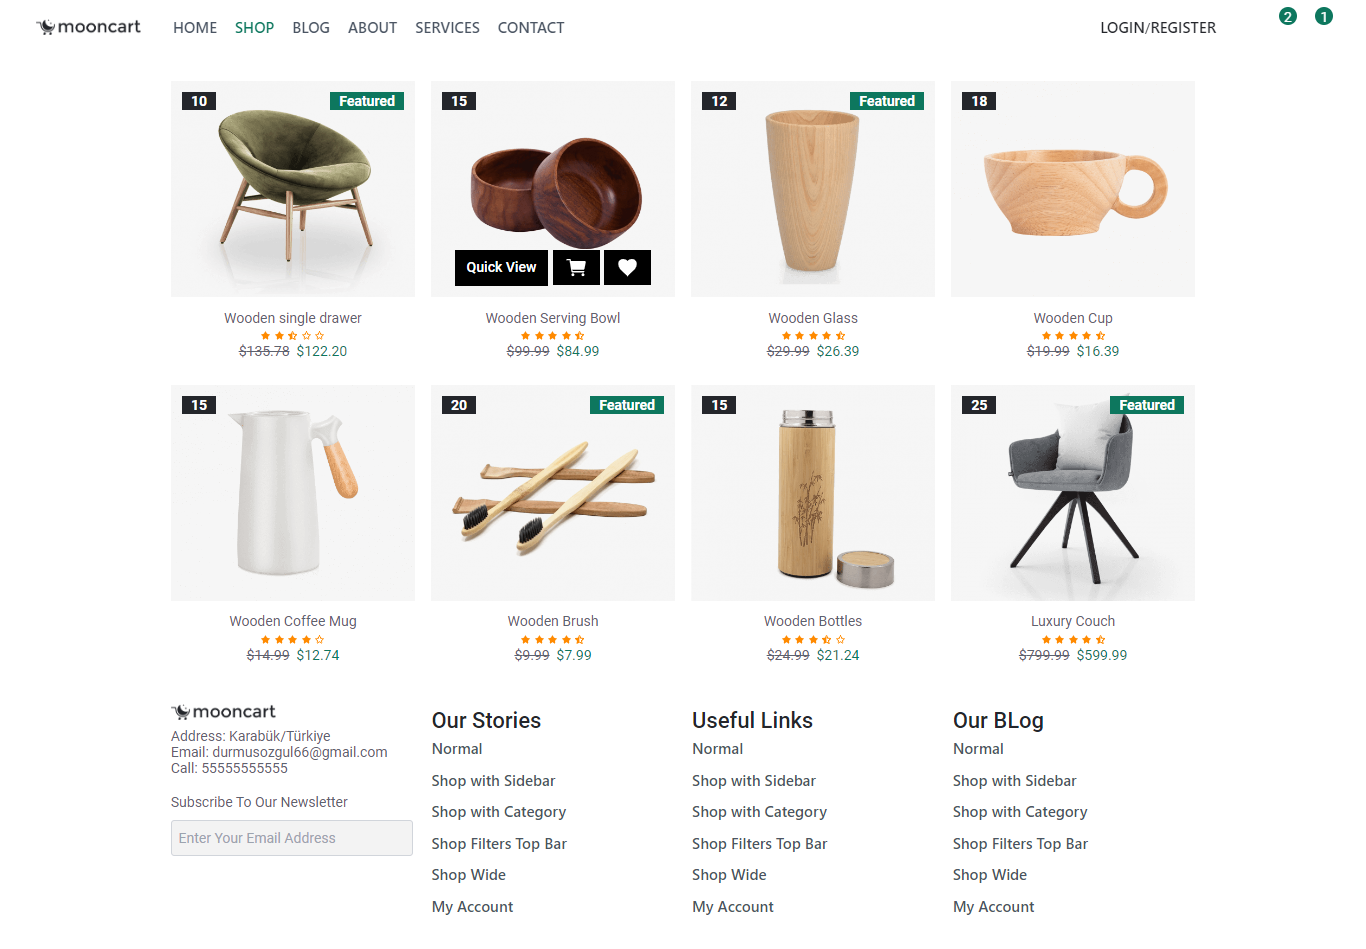 mooncart HOME SHOP BLOG ABOUT SERVICES CONTACT LOGIN/REGISTER 2 1
10 Featured 15 12 Featured 18
Quick View
Wooden single drawer Wooden Serving Bowl Wooden Glass Wooden Cup
$135.78 $122.20 $99.99 $84.99 $29.99 $26.39 $19.99 $16.39
15 20 Featured 15 25 Featured
Wooden Coffee Mug Wooden Brush Wooden Bottles Luxury Couch
$14.99 $12.74 $9.99 $7.99 $24.99 $21.24 $799.99 $599.99
mooncart
Address: Karabük/Türkiye
Email: durmusozgul66@gmail.com
Call: 55555555555
Subscribe To Our Newsletter
Enter Your Email Address
Our Stories
Normal
Shop with Sidebar
Shop with Category
Shop Filters Top Bar
Shop Wide
My Account
Useful Links
Normal
Shop with Sidebar
Shop with Category
Shop Filters Top Bar
Shop Wide
My Account
Our BLog
Normal
Shop with Sidebar
Shop with Category
Shop Filters Top Bar
Shop Wide
My Account